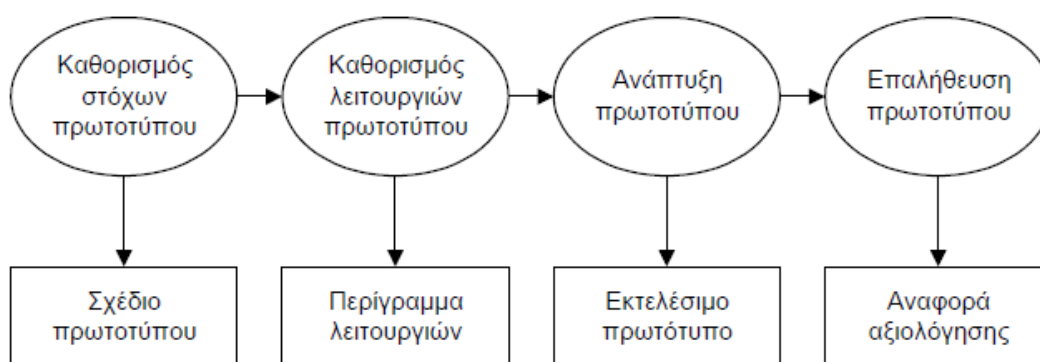 Καθορισμός
στόχων
πρωτοτύπου
Καθορισμός
λειτουργιών
πρωτοτύπου
Ανάπτυξη
πρωτοτύπου
Επαλήθευση
πρωτοτύπου
Σχέδιο
πρωτοτύπου
Περίγραμμα
λειτουργιών
Εκτελέσιμο
πρωτότυπο
Αναφορά
αξιολόγησης